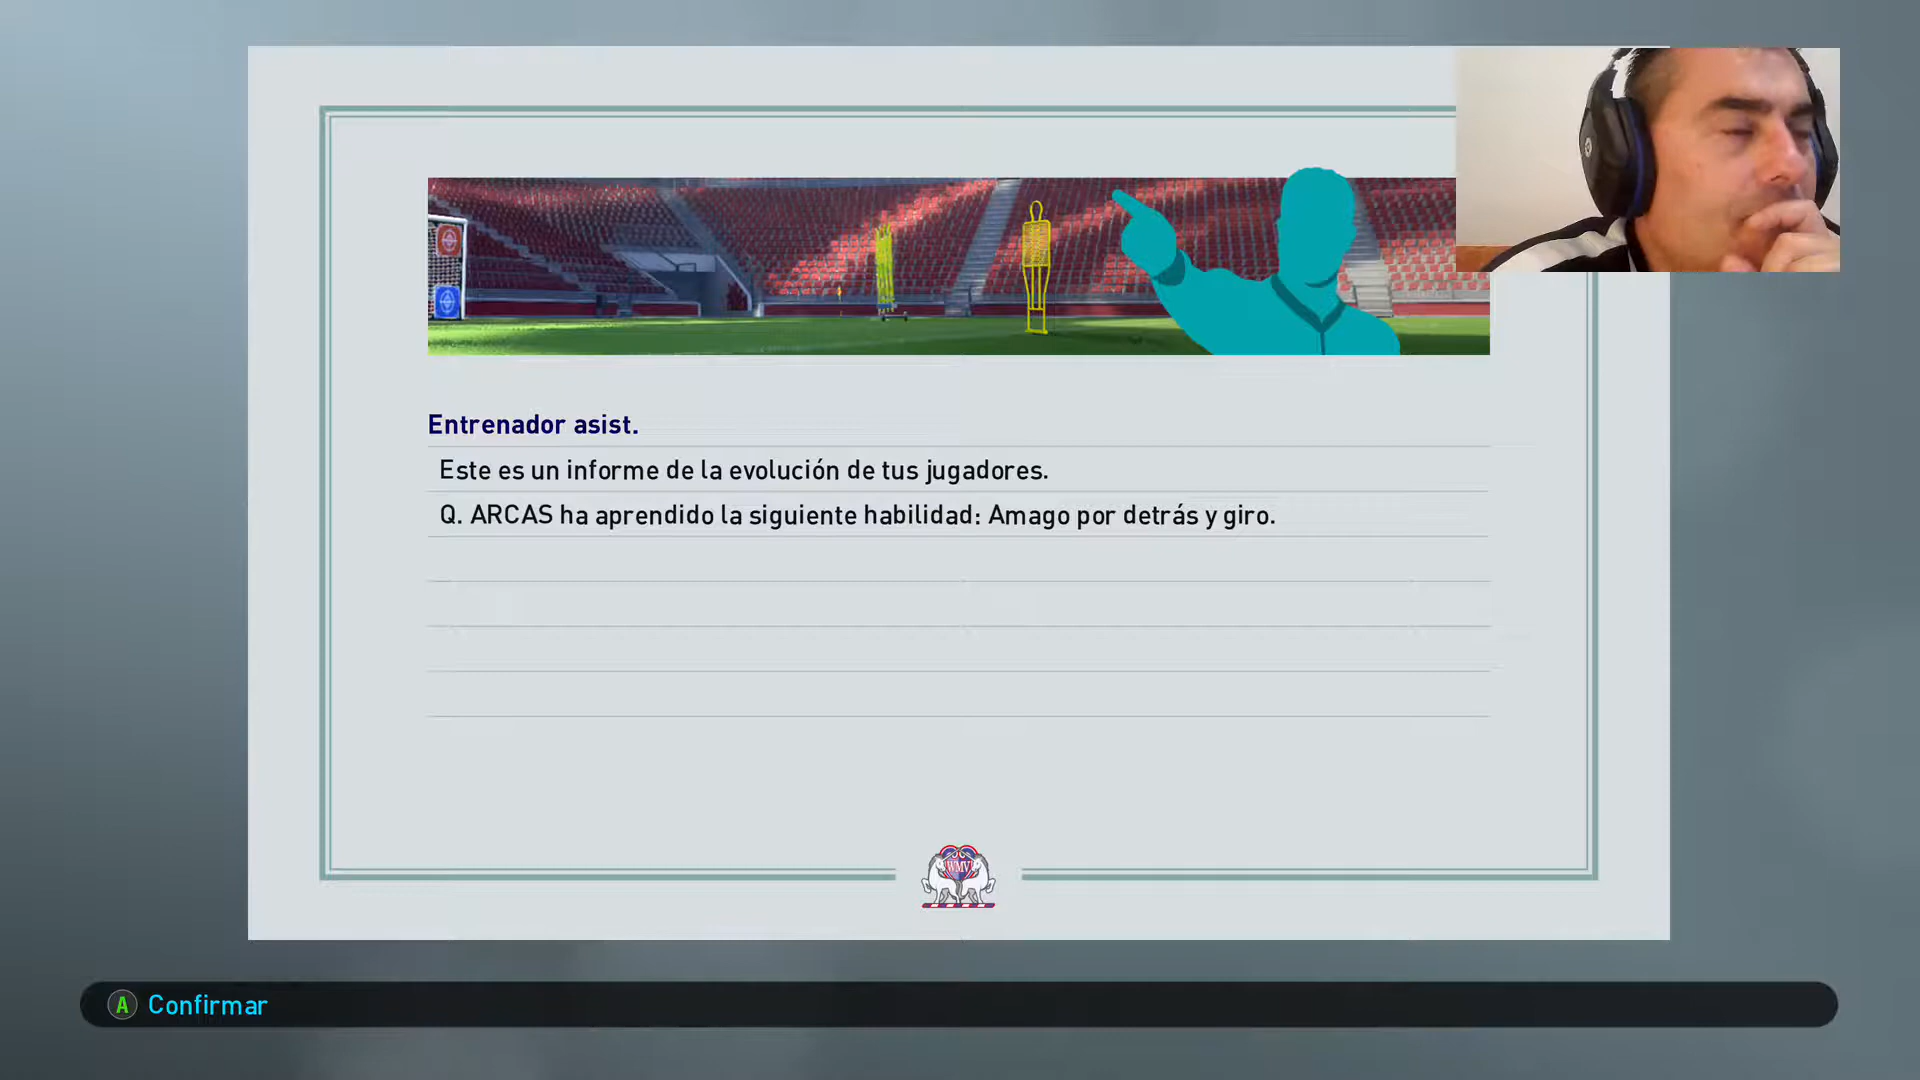 Entrenador asist.
Este es un informe de la evolución de tus jugadores.
Q. ARCAS ha aprendido la siguiente habilidad: Amago por detrás y giro.
A Confirmar